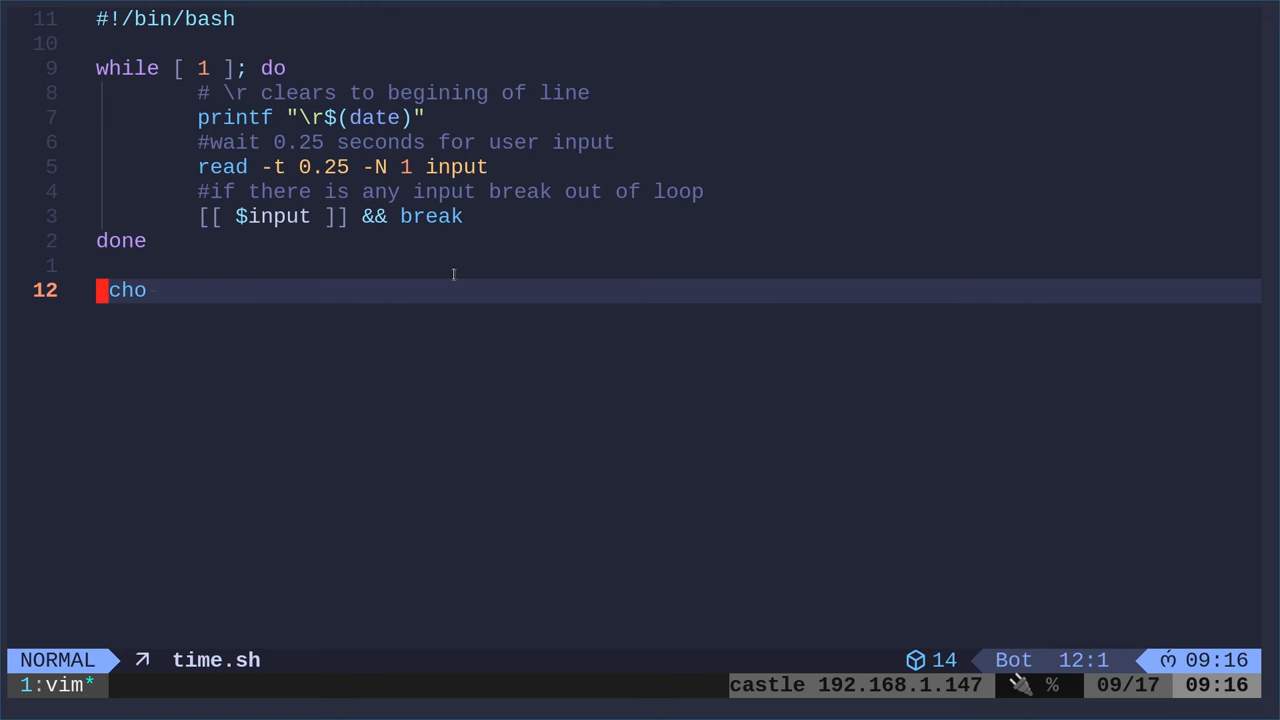 11 #!/bin/bash
10
9 while [ 1 ]; do
8 # \r clears to begining of line
7 printf "\r$(date)"
6 #wait 0.25 seconds for user input
5 read -t 0.25 -N 1 input
4 #if there is any input break out of loop
3 [[ $input ]] && break
2 done
1
12 echo
NORMAL time.sh 14 Bot 12:1 09:16
1:vim* castle 192.168.1.147 % 09/17 09:16